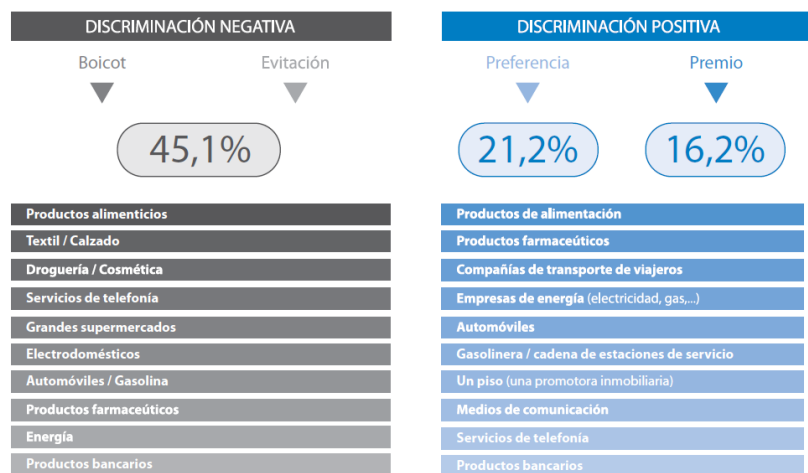 DISCRIMINACIÓN NEGATIVA
Boicot
Evitación
45,1%
Productos alimenticios
Textil / Calzado
Droguería / Cosmética
Servicios de telefonía
Grandes supermercados
Electrodomésticos
Automóviles / Gasolina
Productos farmaceúticos
Energía
Productos bancarios
DISCRIMINACIÓN POSITIVA
Preferencia
Premio
21,2%
16,2%
Productos de alimentación
Productos farmaceúticos
Compañías de transporte de viajeros
Empresas de energía (electricidad, gas,...)
Automóviles
Gasolinera / cadena de estaciones de servicio
Un piso (una promotora inmobiliaria)
Medios de comunicación
Servicios de telefonía
Productos bancarios